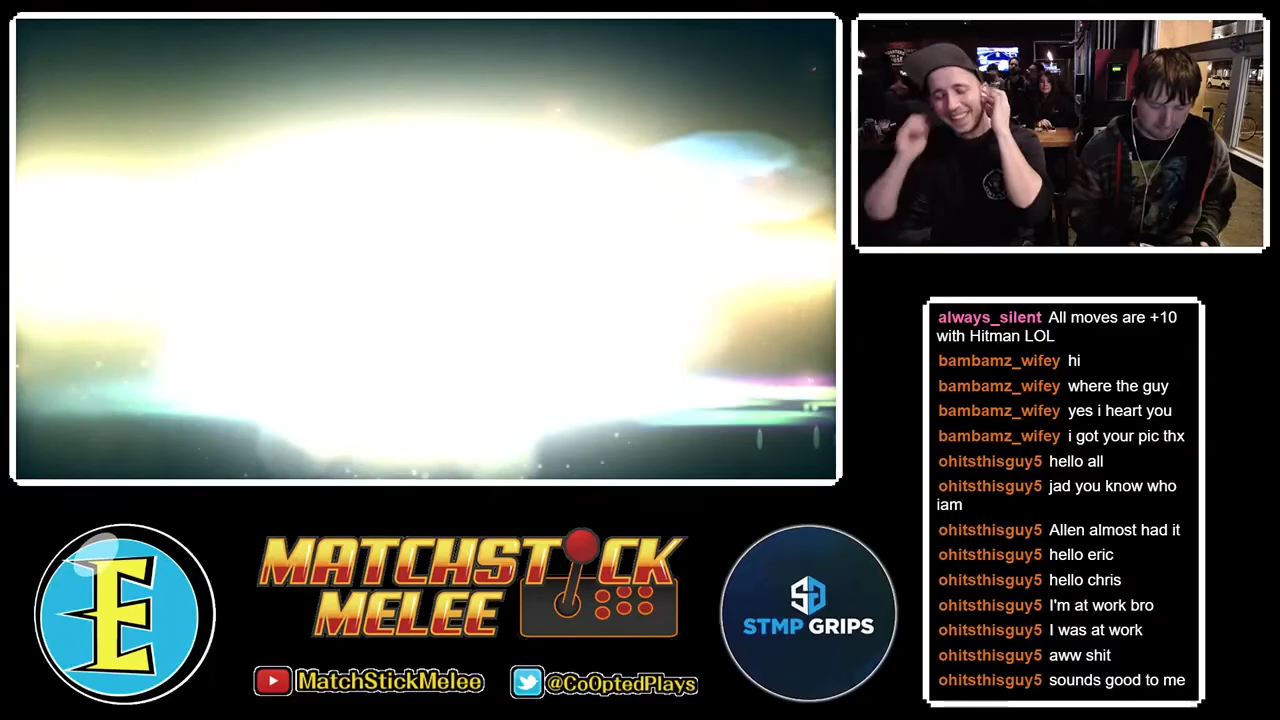 always_silent All moves are +10
with Hitman LOL
bambamz_wifey hi
bambamz_wifey where the guy
bambamz_wifey yes i heart you
bambamz_wifey i got your pic thx
ohitsthisguy5 hello all
ohitsthisguy5 jad you know who
iam
ohitsthisguy5 Allen almost had it
ohitsthisguy5 hello eric
ohitsthisguy5 hello chris
ohitsthisguy5 I'm at work bro
ohitsthisguy5 I was at work
ohitsthisguy5 aww shit
ohitsthisguy5 sounds good to me
E
MATCHSTICK
MELEE
SG
STMP GRIPS
MatchStickMelee
@CoOptedPlays